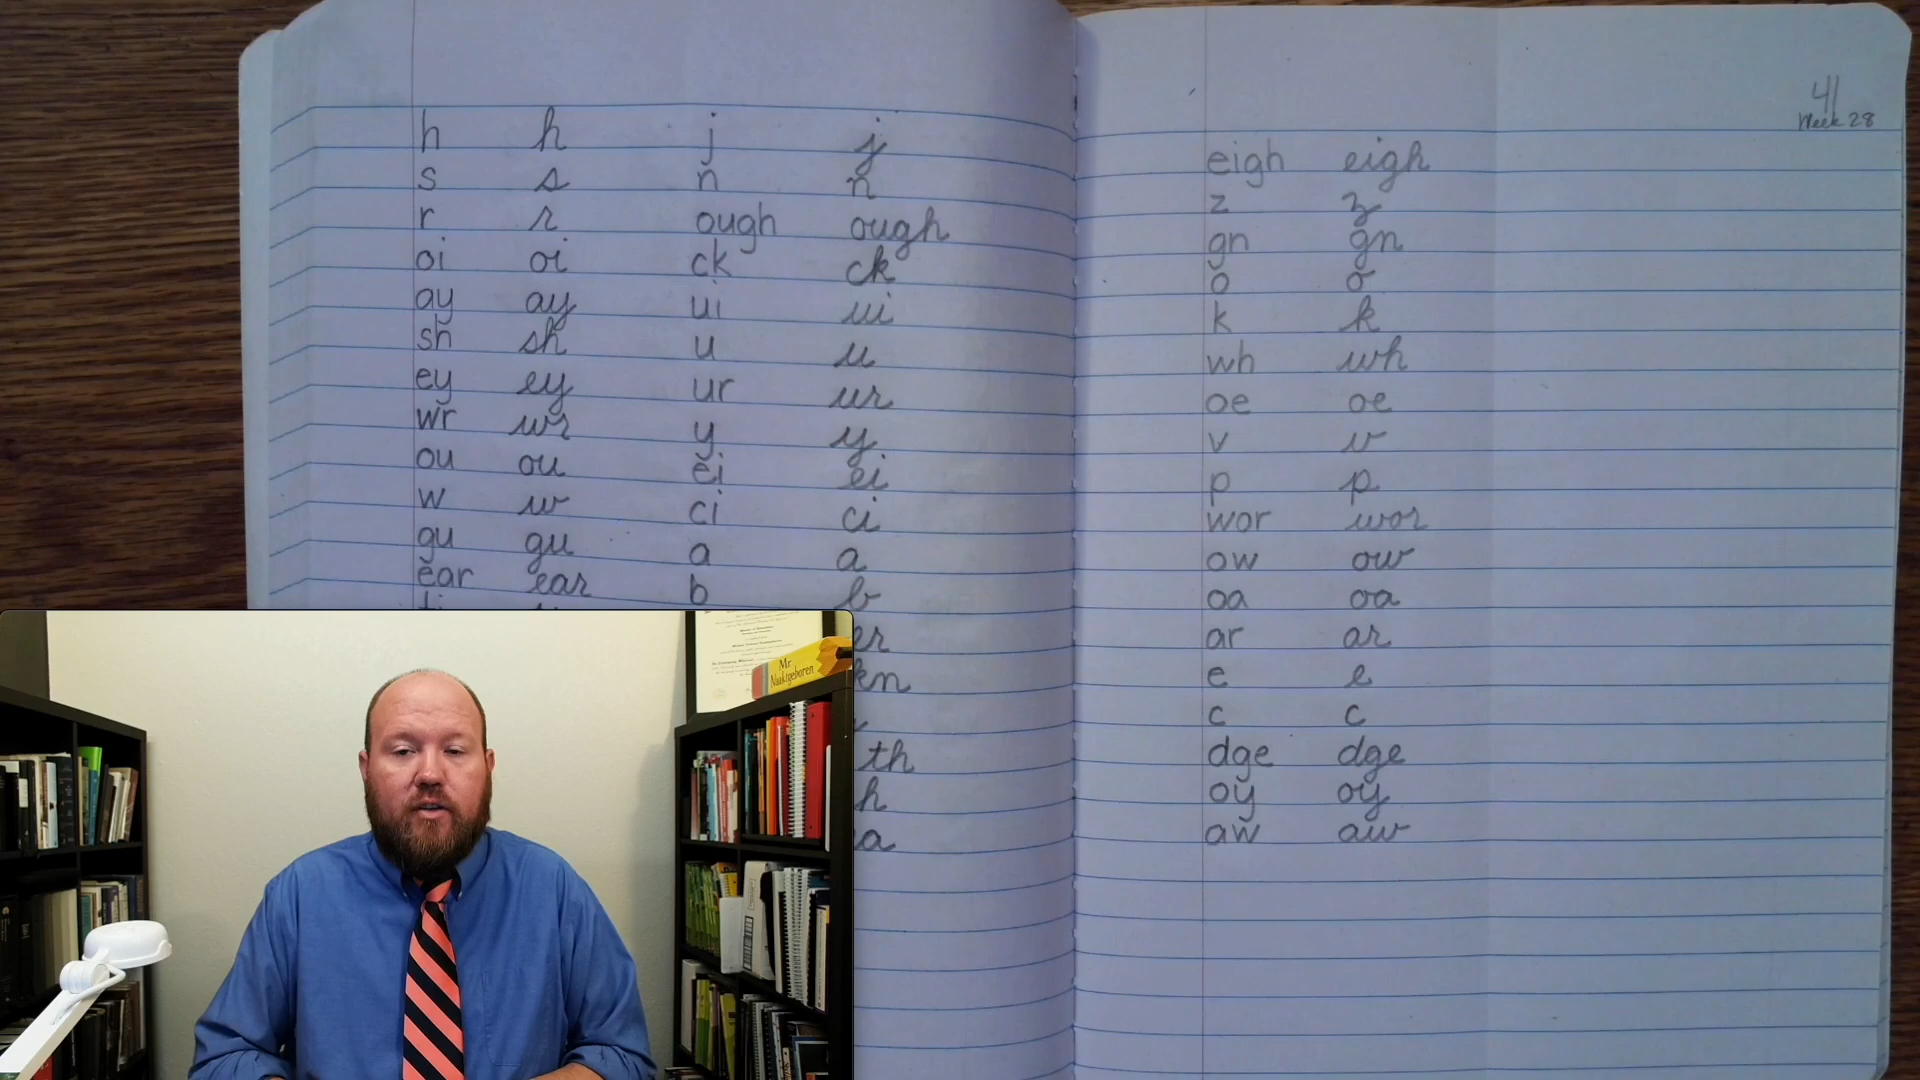 h h j j
s s n n
r r ough ough
oi oi ck ck
ay ay ui ui
sh sh u u
ey ey ur ur
wr wr y y
ou ou ei ei
w w ci ci
gu gu a a
ear ear b b
er
kn
th
h
a
41
Week 28
eigh eigh
z z
gn gn
o o
k k
wh wh
oe oe
v v
p p
wor wor
ow ow
oa oa
ar ar
e e
c c
dge dge
oy oy
aw aw
Mr
Nuktgeboren